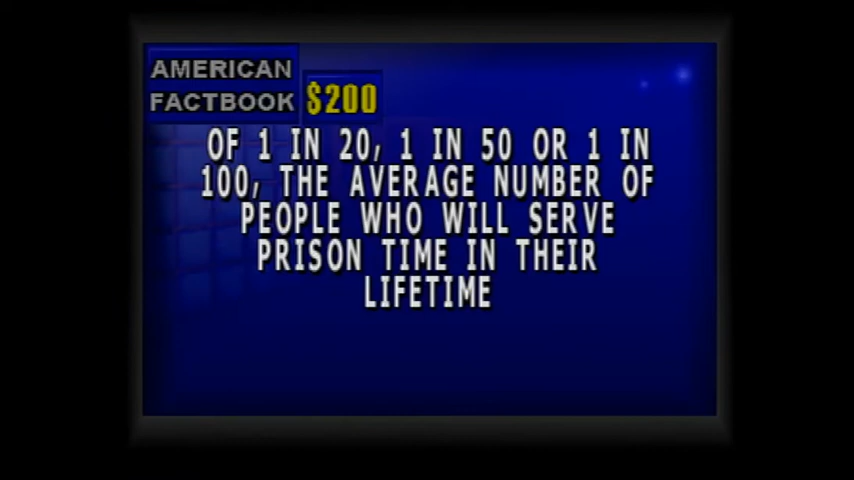 AMERICAN
FACTBOOK
$200
OF 1 IN 20, 1 IN 50 OR 1 IN
100, THE AVERAGE NUMBER OF
PEOPLE WHO WILL SERVE
PRISON TIME IN THEIR
LIFETIME